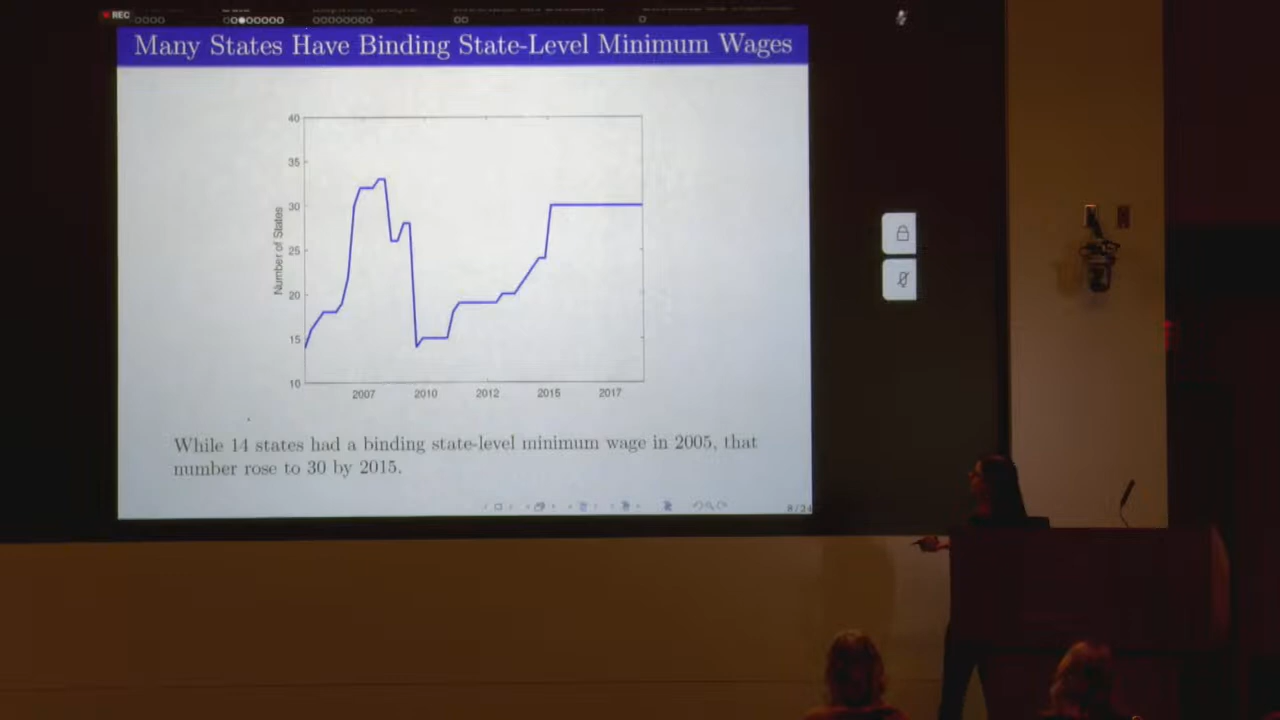 REC
Many States Have Binding State-Level Minimum Wages
40
35
30
25
20
15
10
Number of States
2007 2010 2012 2015 2017
While 14 states had a binding state-level minimum wage in 2005, that
number rose to 30 by 2015.